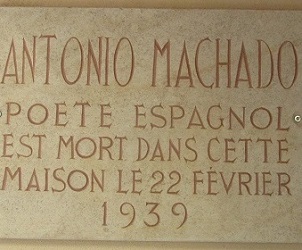 ANTONIO MACHADO
POETE ESPAGNOL
EST MORT DANS CETTE
MAISON LE 22 FÉVRIER
1939